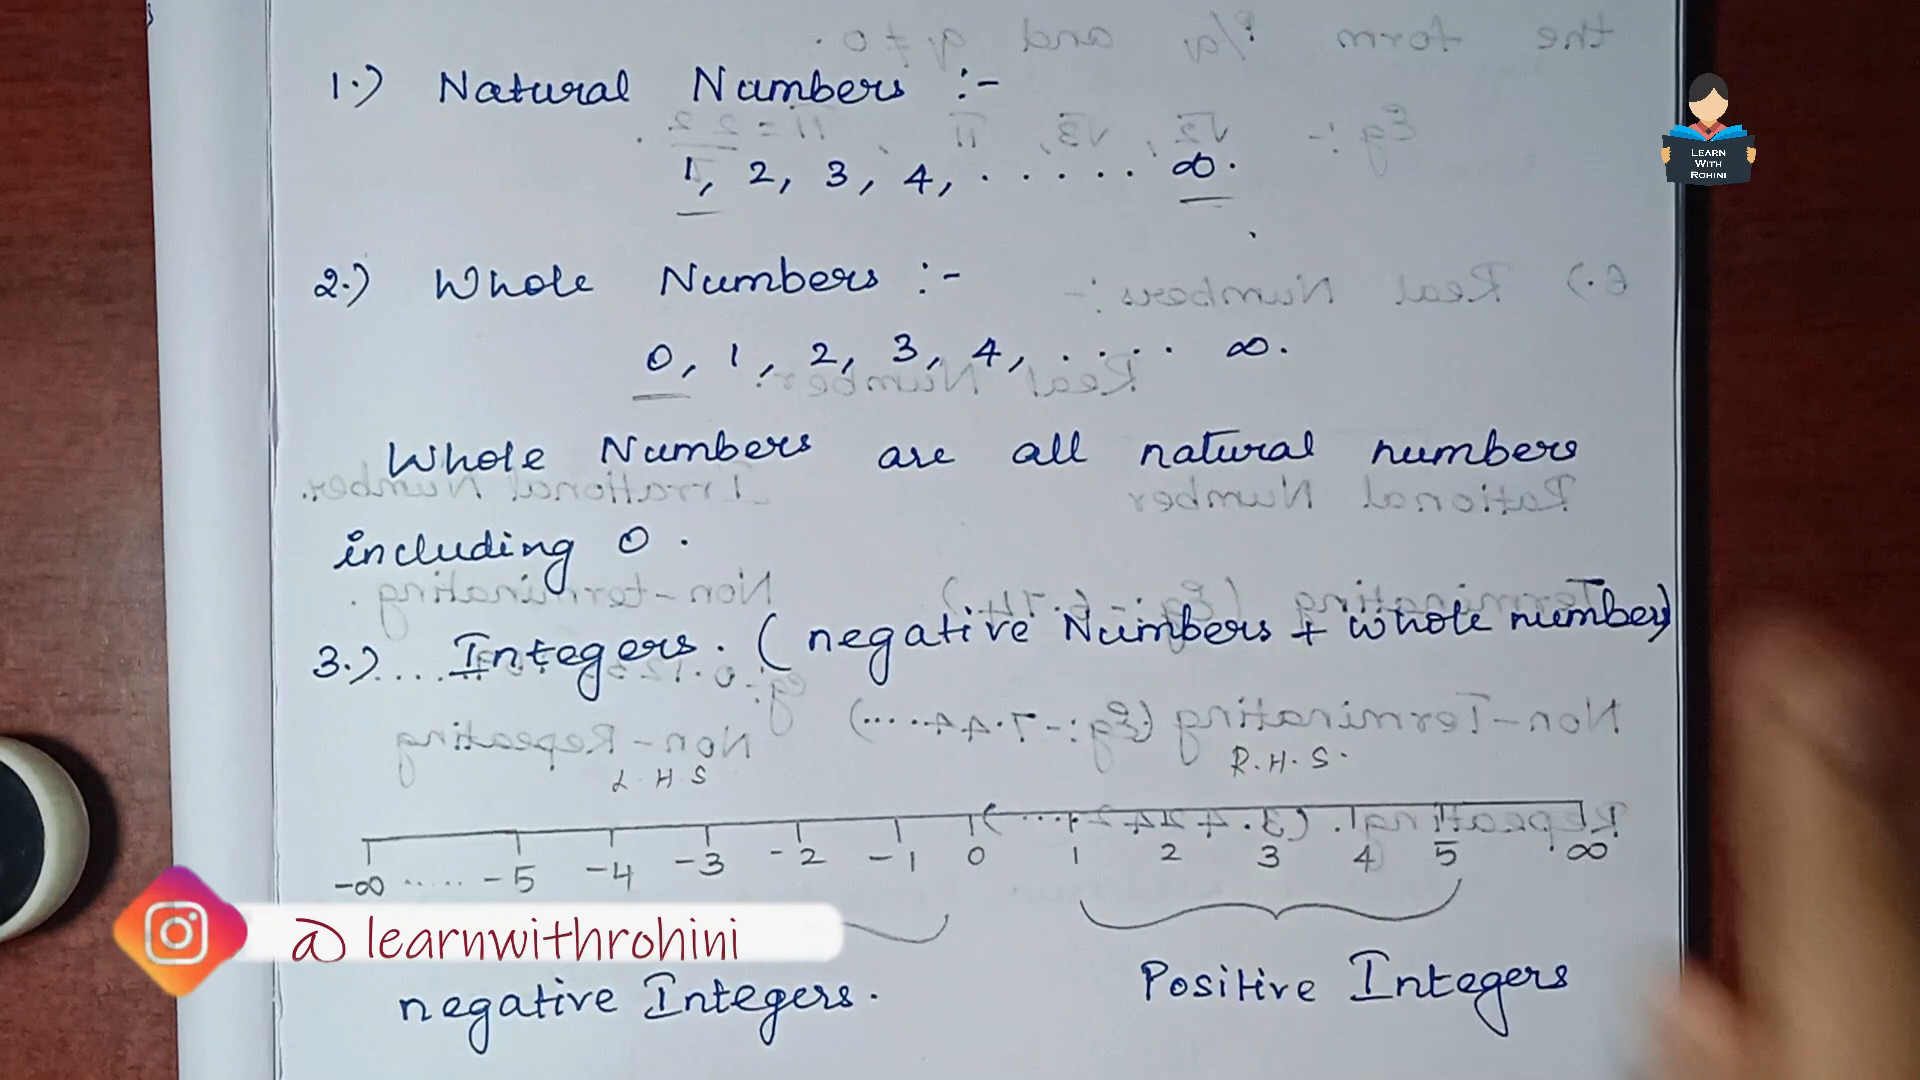 1.) Natural Numbers :-
1, 2, 3, 4, ...... ∞.
2.) Whole Numbers :-
0, 1, 2, 3, 4, .... ∞.
Whole Numbers are all natural numbers
including 0.
3.) Integers. (negative Numbers + whole number)
L.H.S R.H.S.
-∞ ..... -5 -4 -3 -2 -1 0 1 2 3 4 5 ∞
negative Integers. Positive Integers
@learnwithrohini
LEARN
WITH
ROHINI